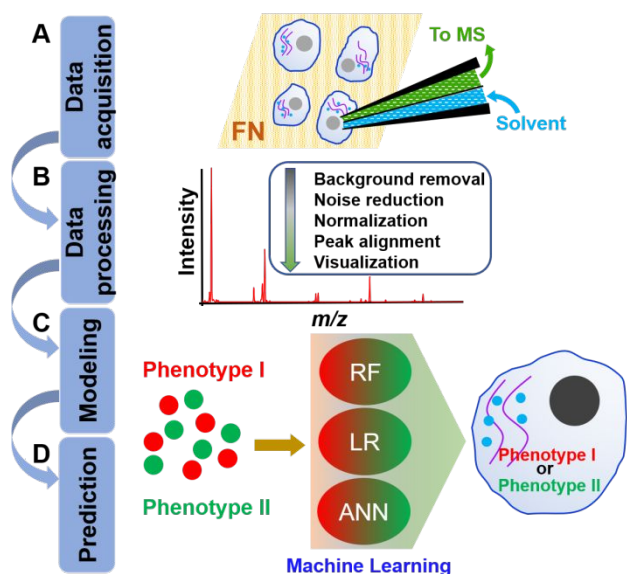 A
Data
acquisition
To MS
FN
Solvent
B
Data
processing
Intensity
Background removal
Noise reduction
Normalization
Peak alignment
Visualization
m/z
C
Modeling
Phenotype I
Phenotype II
RF
LR
ANN
Machine Learning
D
Prediction
Phenotype I
or
Phenotype II